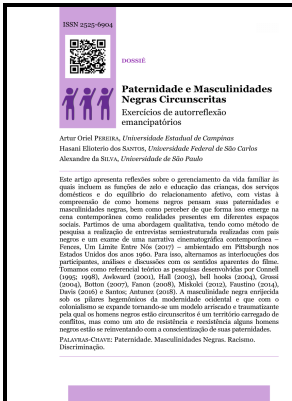 ISSN 2525-6904
DOSSIÊ
Paternidade e Masculinidades
Negras Circunscritas
Exercícios de autorreflexão
emancipatórios
Artur Oriel PEREIRA, Universidade Estadual de Campinas
Hasani Elioterio dos SANTOS, Universidade Federal de São Carlos
Alexandre da SILVA, Universidade de São Paulo
Este artigo apresenta reflexões sobre o gerenciamento da vida familiar às
quais incluem as funções de zelo e educação das crianças, dos serviços
domésticos e do equilíbrio do relacionamento afetivo, com vistas à
compreensão de como homens negros pensam suas paternidades e
masculinidades negras, bem como perceber de que forma isso emerge na
cena contemporânea como realidades presentes em diferentes espaços
sociais. Partimos de uma abordagem qualitativa, tendo como método de
pesquisa a realização de entrevistas semiestruturadas realizadas com pais
negros e um exame de uma narrativa cinematográfica contemporânea –
Fences, Um Limite Entre Nós (2017) – ambientado em Pittsburgh nos
Estados Unidos dos anos 1960. Para isso, alternamos as interlocuções dos
participantes, análises e discussões com os sentidos aparentes do filme.
Tomamos como referencial teórico as pesquisas desenvolvidas por Connell
(1995; 1998), Awkward (2001), Hall (2003), bell hooks (2004), Grossi
(2004), Botton (2007), Fanon (2008), Miskolci (2012), Faustino (2014),
Davis (2016) e Santos; Antunez (2018). A masculinidade negra enrijecida
sob os pilares hegemônicos da modernidade ocidental e que com o
colonialismo se expande tornando-se um modelo arriscado e traumatizante
pela qual os homens negros estão circunscritos é um território carregado de
conflitos, mas como um ato de resistência e reexistência alguns homens
negros estão se reinventando com a conscientização de suas paternidades.
PALAVRAS-CHAVE: Paternidade. Masculinidades Negras. Racismo.
Discriminação.